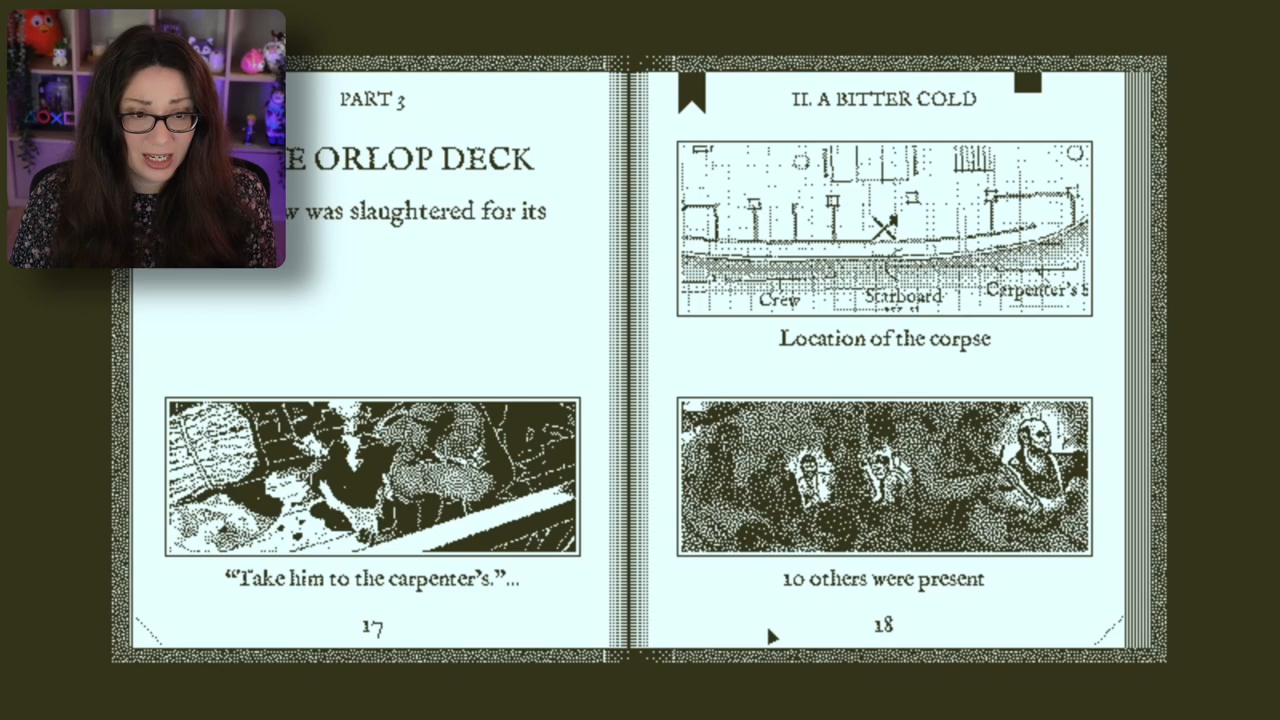 PART 3
E ORLOP DECK
w was slaughtered for its
“Take him to the carpenter's.”...
17
II. A BITTER COLD
Crew
Starboard
Carpenter's
Location of the corpse
10 others were present
18